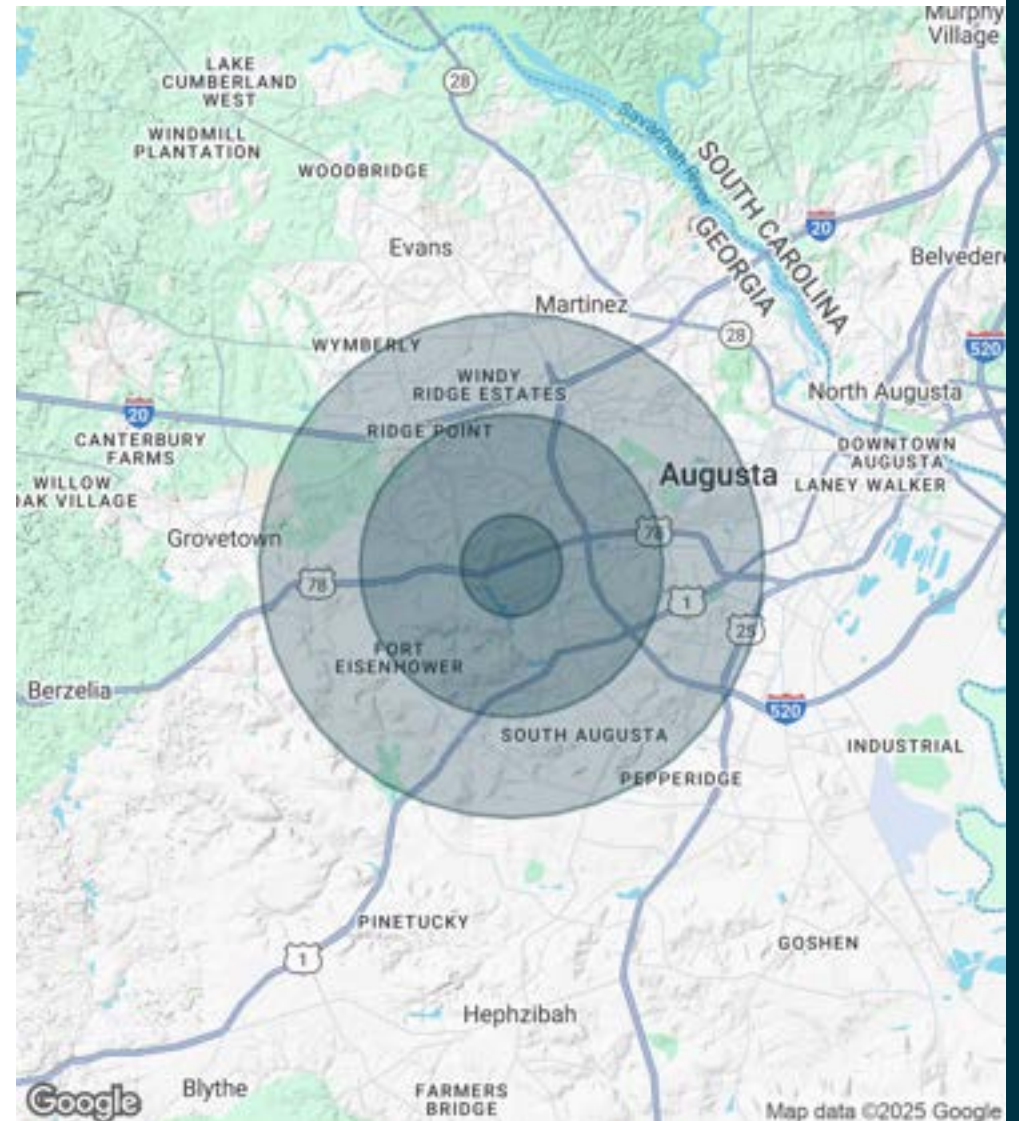 Murphy
Village
LAKE
CUMBERLAND
WEST
28
WINDMILL
PLANTATION
WOODBRIDGE
Savannah River
SOUTH CAROLINA
GEORGIA
20
Evans
Belvedere
Martinez
28
WYMBERLY
520
WINDY
RIDGE ESTATES
North Augusta
20
RIDGE POINT
CANTERBURY
FARMS
DOWNTOWN
AUGUSTA
Augusta
LANEY WALKER
WILLOW
OAK VILLAGE
Grovetown
78
78
1
25
FORT
EISENHOWER
Berzelia
520
SOUTH AUGUSTA
INDUSTRIAL
PEPPERIDGE
PINETUCKY
GOSHEN
1
Hephzibah
Blythe
FARMERS
BRIDGE
Google
Map data ©2025 Google